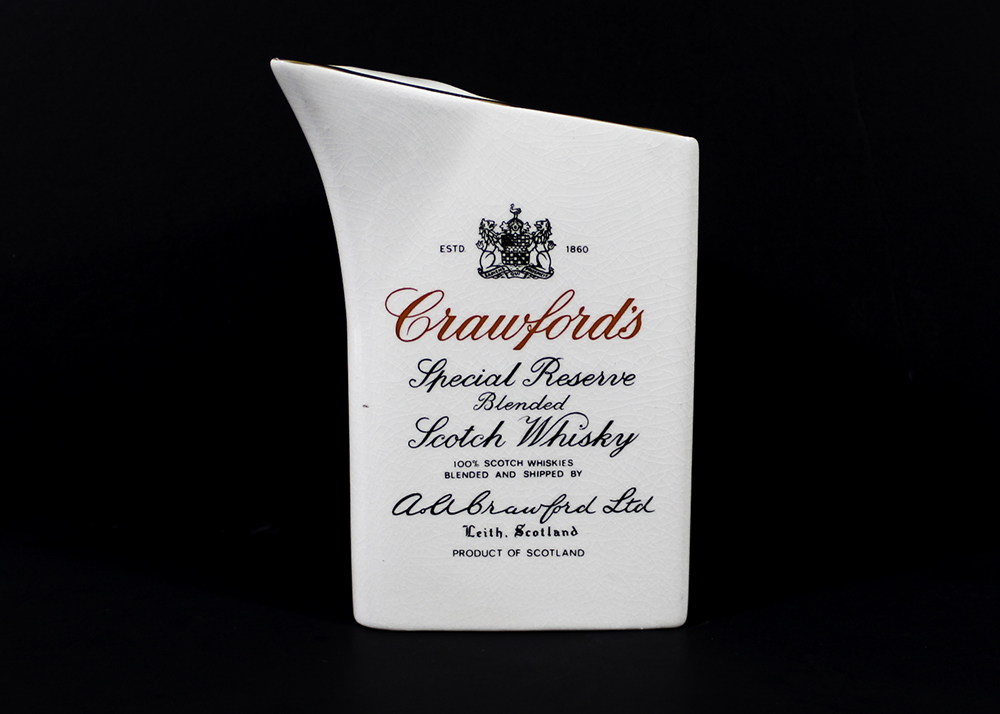 ESTD 1860
Crawford's
Special Reserve
Blended
Scotch Whisky
100% SCOTCH WHISKIES
BLENDED AND SHIPPED BY
A. & A. Crawford Ltd
Leith, Scotland
PRODUCT OF SCOTLAND